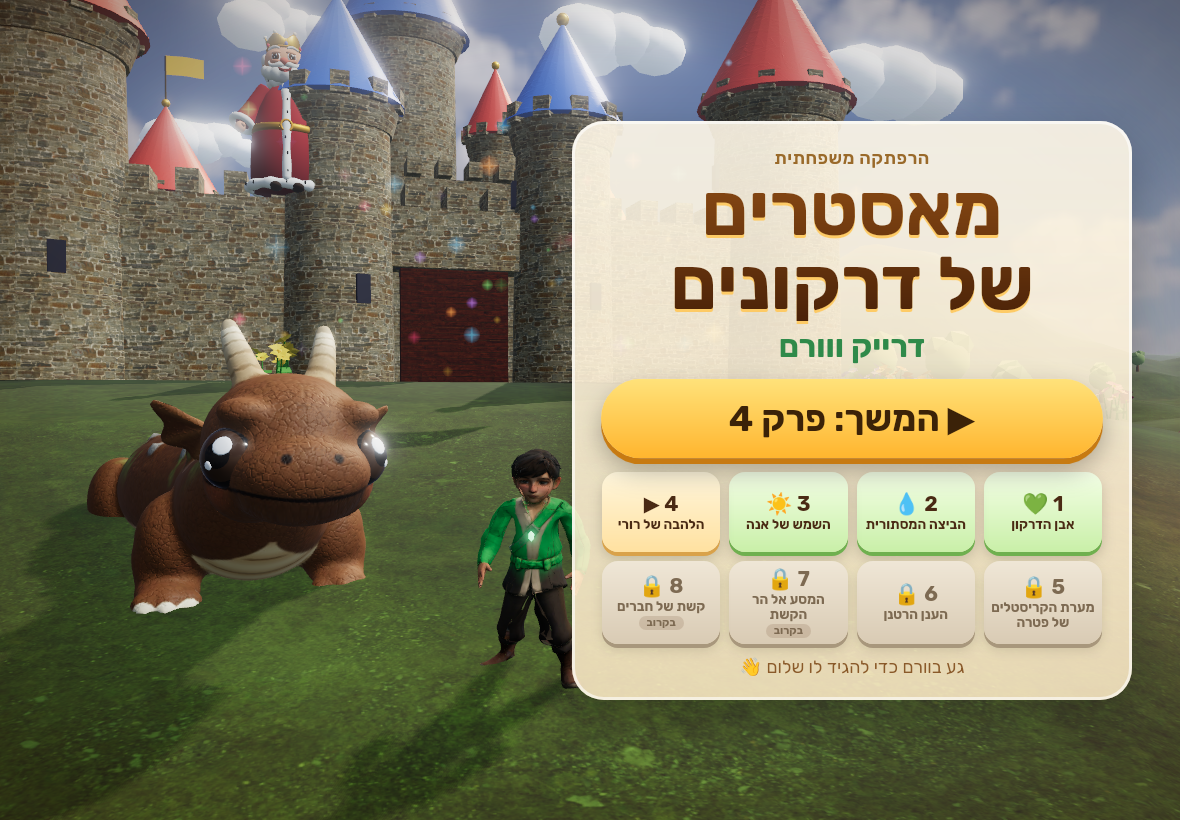 הרפתקה משפחתית
מאסטרים
של דרקונים
דרייק ווורם
▶ המשך: פרק 4
1 💚
אבן הדרקון
2 💧
הביצה המסתורית
3 ☀️
השמש של אנה
4 ▶
הלהבה של רורי
5 🔒
מערת הקריסטלים
של פטרה
6 🔒
הענן הרטנן
7 🔒
המסע אל הר
הקשת
בקרוב
8 🔒
קשת של חברים
בקרוב
גע בוורם כדי להגיד לו שלום 👋